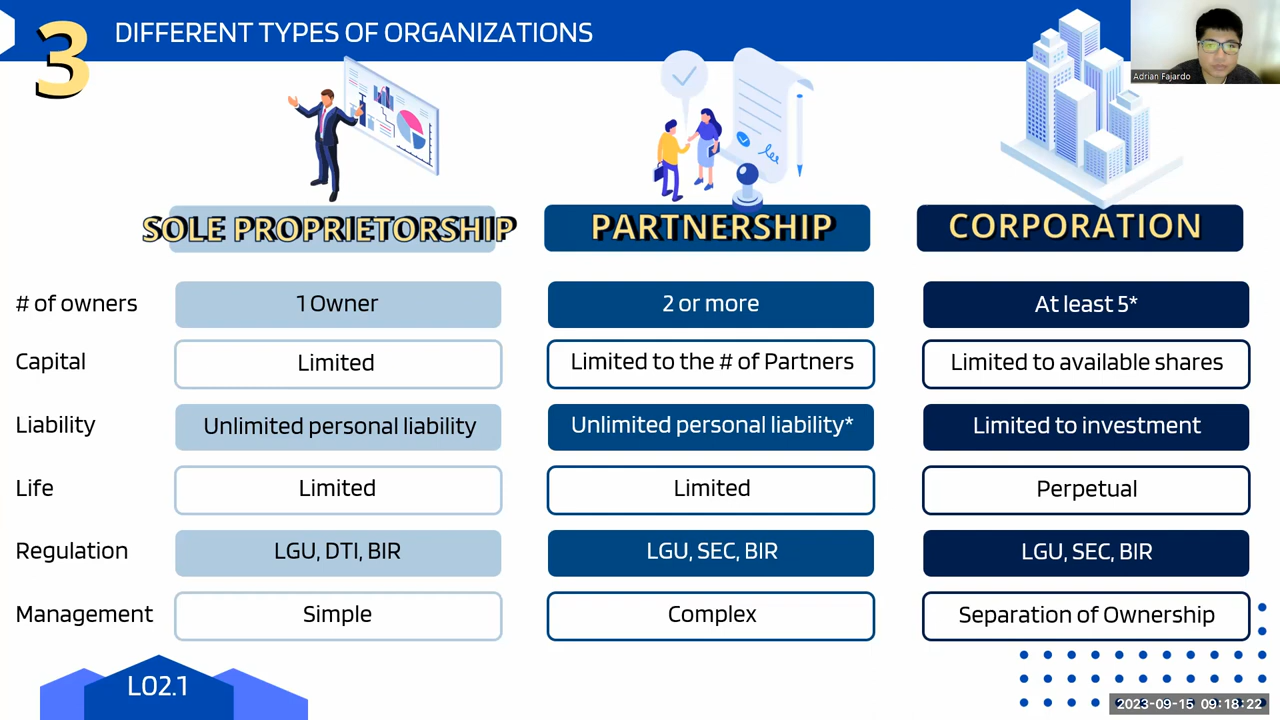 3
DIFFERENT TYPES OF ORGANIZATIONS
Adrian Fajardo
SOLE PROPRIETORSHIP
PARTNERSHIP
CORPORATION
# of owners
1 Owner
2 or more
At least 5*
Capital
Limited
Limited to the # of Partners
Limited to available shares
Liability
Unlimited personal liability
Unlimited personal liability*
Limited to investment
Life
Limited
Limited
Perpetual
Regulation
LGU, DTI, BIR
LGU, SEC, BIR
LGU, SEC, BIR
Management
Simple
Complex
Separation of Ownership
LO2.1
2023-09-15 09:18:22